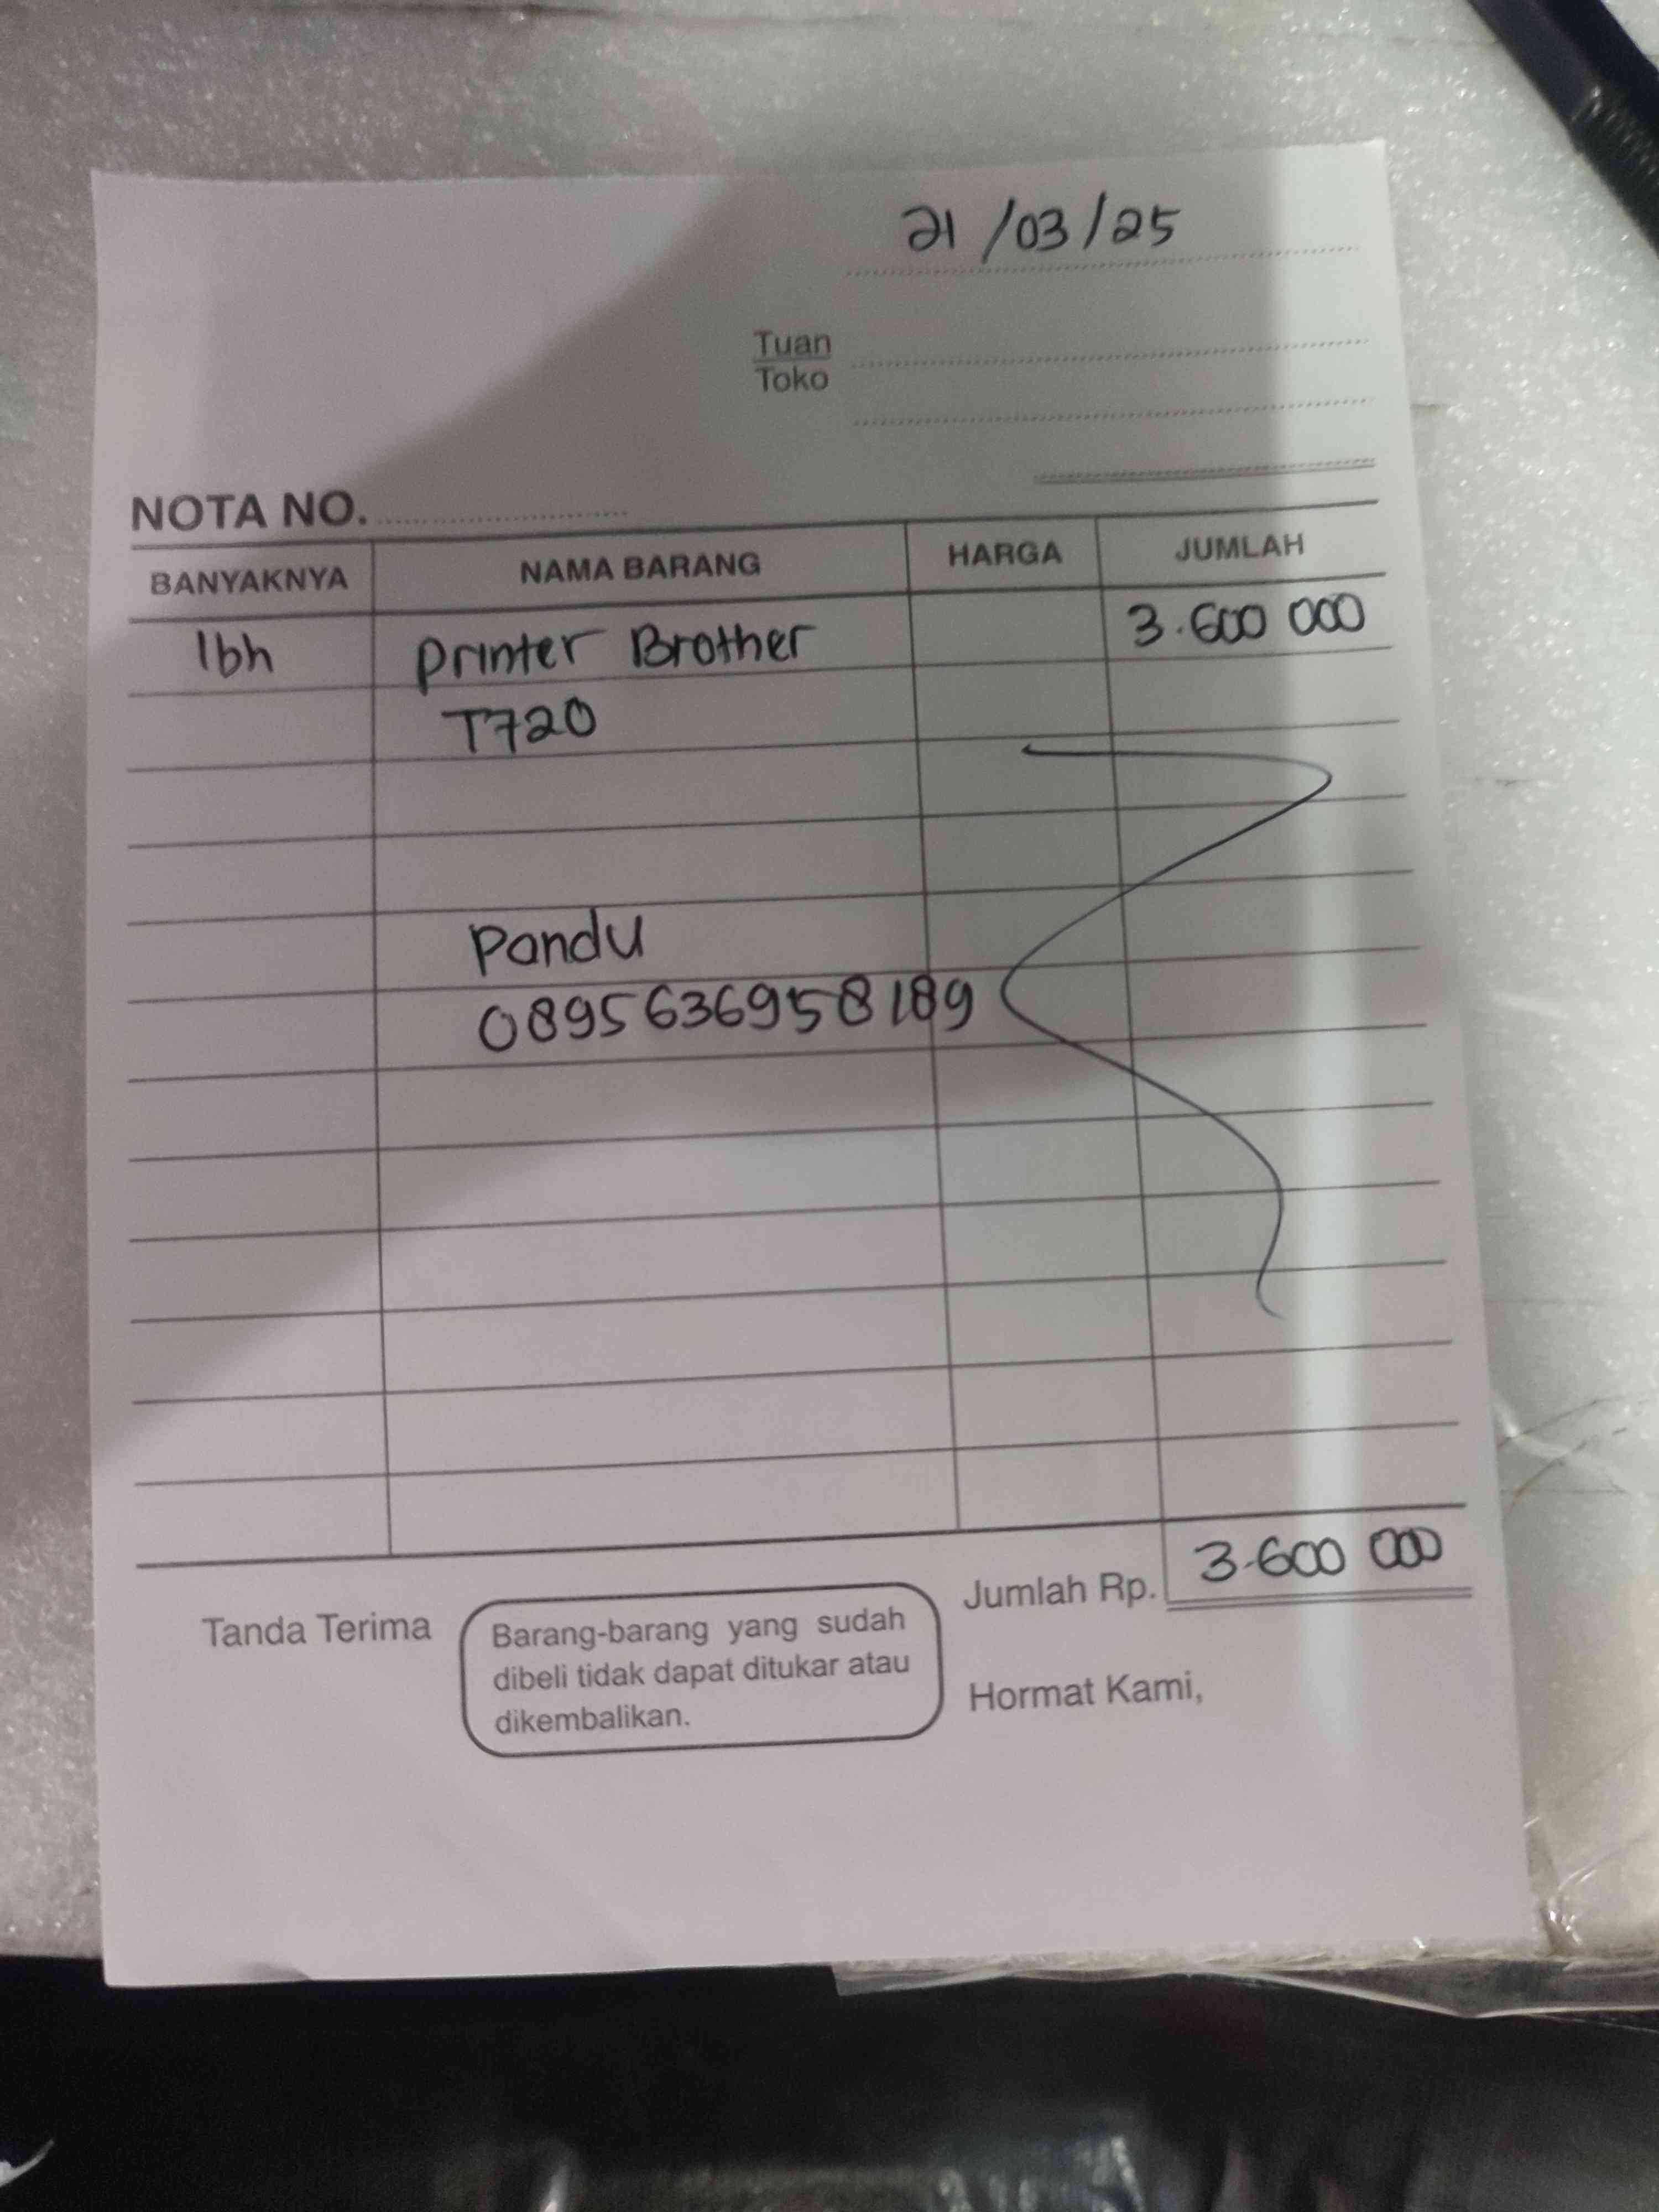 21/03/25
Tuan
Toko
NOTA NO.
BANYAKNYA NAMA BARANG HARGA JUMLAH
1bh Printer Brother 3.600 000
T720
Pandu
0895636958189
Jumlah Rp. 3.600 000
Tanda Terima
Barang-barang yang sudah
dibeli tidak dapat ditukar atau
dikembalikan.
Hormat Kami,